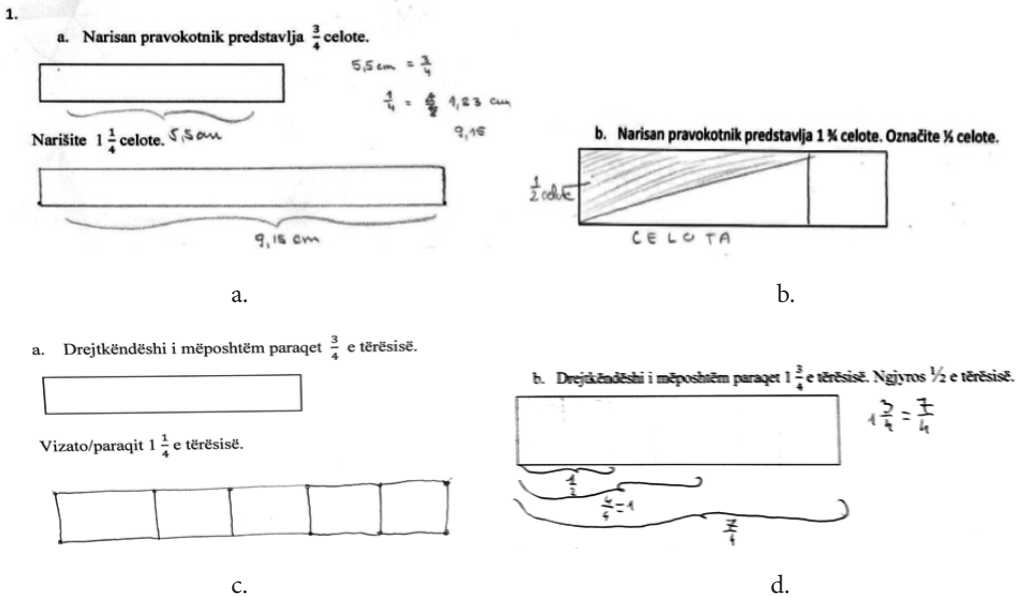 1.
a. Narisan pravokotnik predstavlja 3/4 celote.
5,5 cm = 3/4
1/4 = 1,83 cm
9,15
5,5 cm
Narišite 1 1/4 celote.
9,15 cm
a.
b. Narisan pravokotnik predstavlja 1 ¾ celote. Označite ½ celote.
1/2 celote
CELOTA
b.
a. Drejtkëndëshi i mëposhtëm paraqet 3/4 e tërësisë.
Vizato/paraqit 1 1/4 e tërësisë.
c.
b. Drejtkëndëshi i mëposhtëm paraqet 1 3/4 e tërësisë. Ngjyros 1/2 e tërësisë.
1 3/4 = 7/4
1/2
4/4 = 1
7/4
d.